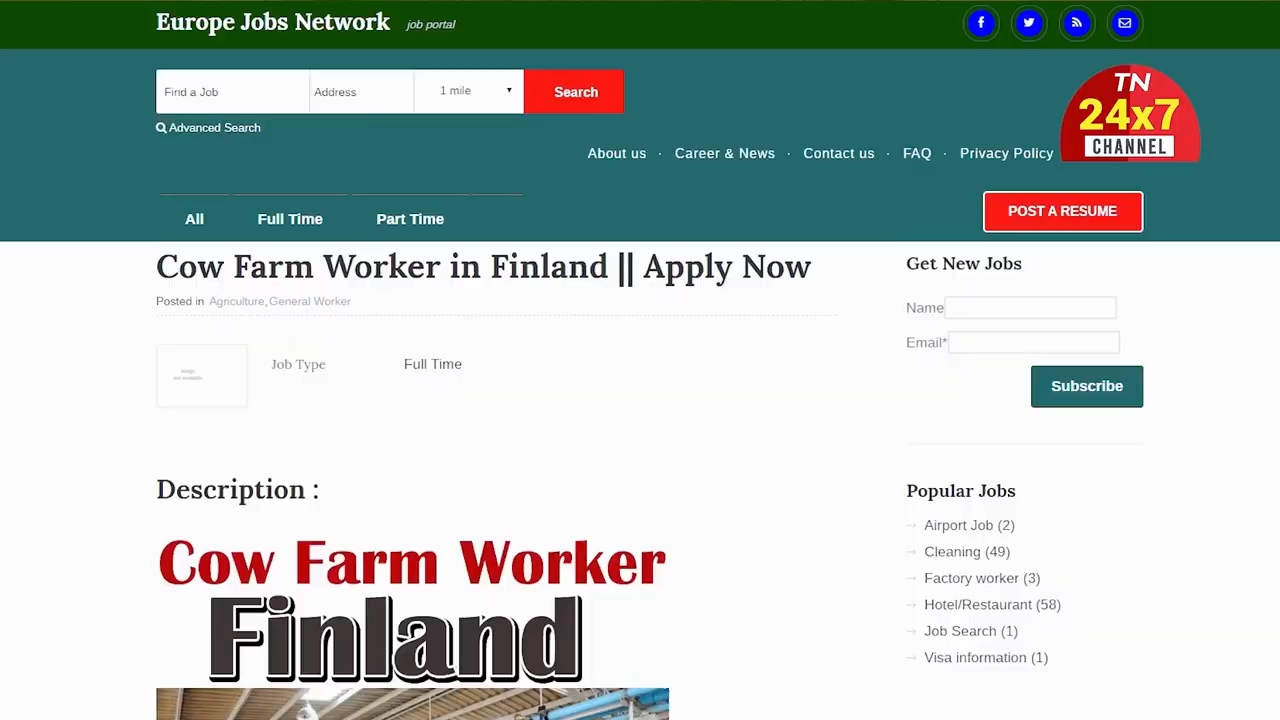 Europe Jobs Network job portal
Find a Job Address 1 mile Search
Advanced Search
TN
24x7
CHANNEL
About us · Career & News · Contact us · FAQ · Privacy Policy
All Full Time Part Time
POST A RESUME
Cow Farm Worker in Finland || Apply Now
Posted in Agriculture, General Worker
Job Type Full Time
Description :
Cow Farm Worker
Finland
Get New Jobs
Name
Email*
Subscribe
Popular Jobs
Airport Job (2)
Cleaning (49)
Factory worker (3)
Hotel/Restaurant (58)
Job Search (1)
Visa information (1)